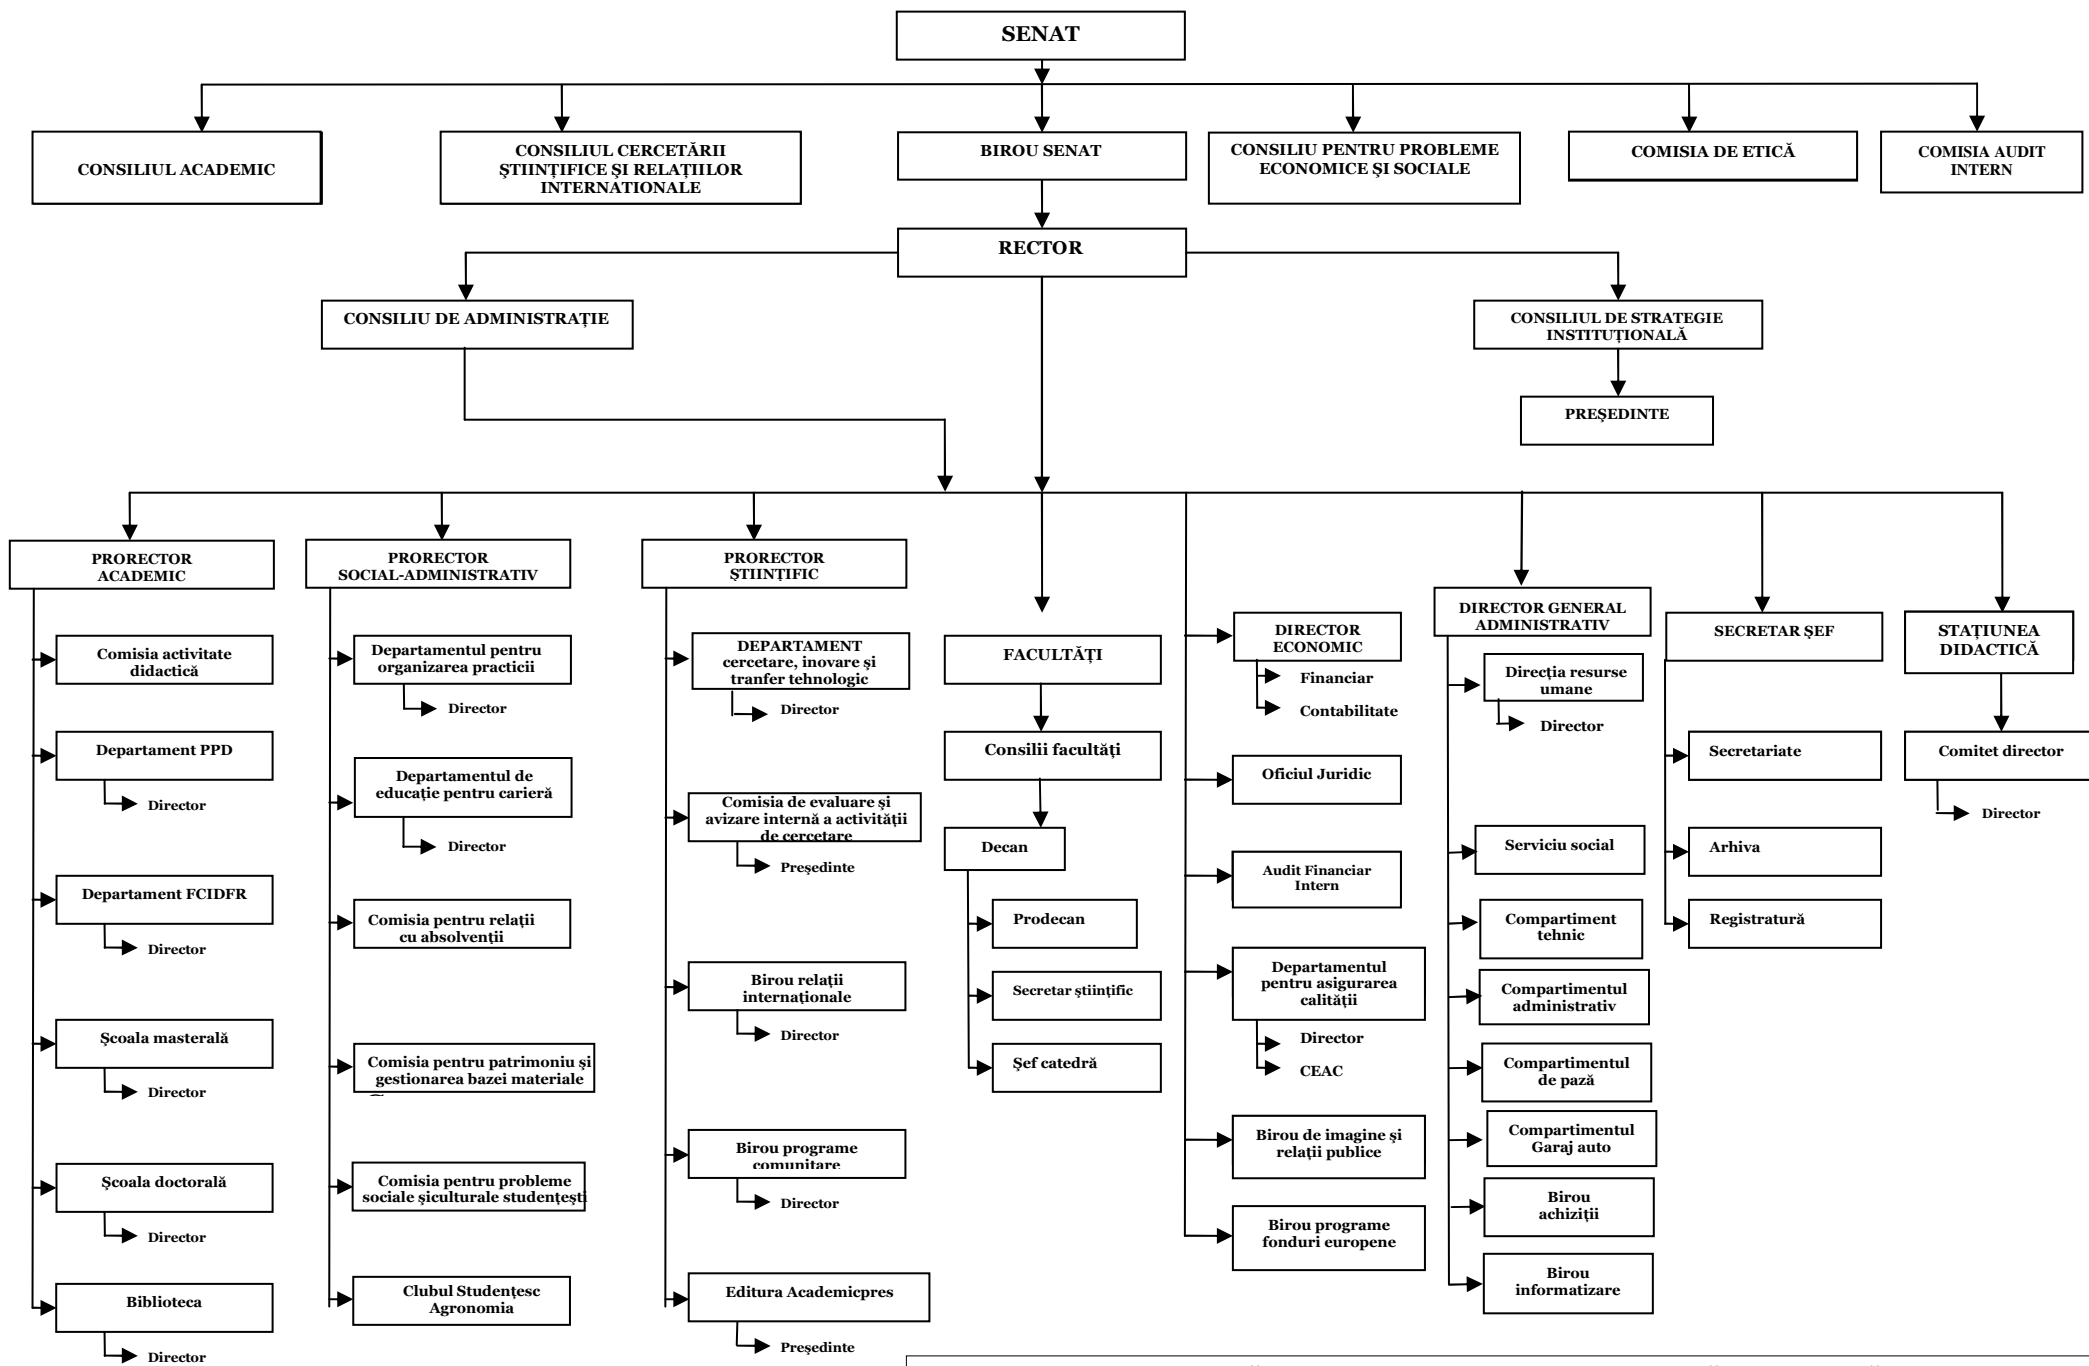 SENAT
CONSILIUL ACADEMIC
CONSILIUL CERCETĂRII
ŞTIINŢIFICE ŞI RELAŢIILOR
INTERNATIONALE
BIROU SENAT
CONSILIU PENTRU PROBLEME
ECONOMICE ŞI SOCIALE
COMISIA DE ETICĂ
COMISIA AUDIT
INTERN
RECTOR
CONSILIU DE ADMINISTRAŢIE
CONSILIUL DE STRATEGIE
INSTITUŢIONALĂ
PREŞEDINTE
PRORECTOR
ACADEMIC
Comisia activitate
didactică
Departament PPD
Director
Departament FCIDFR
Director
Şcoala masterală
Director
Şcoala doctorală
Director
Biblioteca
Director
PRORECTOR
SOCIAL-ADMINISTRATIV
Departamentul pentru
organizarea practicii
Director
Departamentul de
educaţie pentru carieră
Director
Comisia pentru relaţii
cu absolvenţii
Comisia pentru patrimoniu şi
gestionarea bazei materiale
Comisia pentru probleme
sociale şiculturale studenţeşti
Clubul Studenţesc
Agronomia
PRORECTOR
ŞTIINŢIFIC
DEPARTAMENT
cercetare, inovare şi
tranfer tehnologic
Director
Comisia de evaluare şi
avizare internă a activităţii
de cercetare
Preşedinte
Birou relaţii
internaţionale
Director
Birou programe
comunitare
Director
Editura Academicpres
Preşedinte
FACULTĂŢI
Consilii facultăţi
Decan
Prodecan
Secretar ştiinţific
Şef catedră
DIRECTOR
ECONOMIC
Financiar
Contabilitate
Oficiul Juridic
Audit Financiar
Intern
Departamentul
pentru asigurarea
calităţii
Director
CEAC
Birou de imagine şi
relaţii publice
Birou programe
fonduri europene
DIRECTOR GENERAL
ADMINISTRATIV
Direcţia resurse
umane
Director
Serviciu social
Compartiment
tehnic
Compartimentul
administrativ
Compartimentul
de pază
Compartimentul
Garaj auto
Birou
achiziţii
Birou
informatizare
SECRETAR ŞEF
Secretariate
Arhiva
Registratură
STAŢIUNEA
DIDACTICĂ
Comitet director
Director